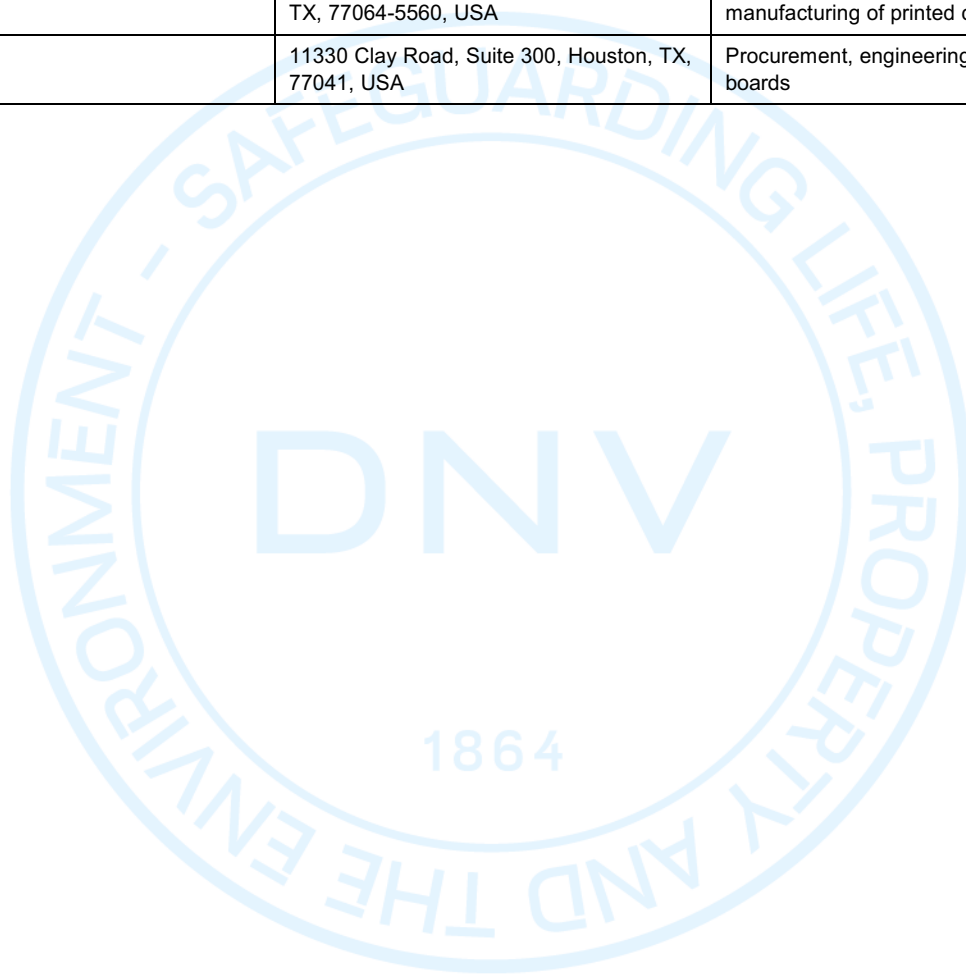 TX, 77064-5560, USA
manufacturing of printed
11330 Clay Road, Suite 300, Houston, TX,
77041, USA
Procurement, engineering
boards
SAFEGUARDING LIFE, PROPERTY AND THE ENVIRONMENT -
DNV
1864